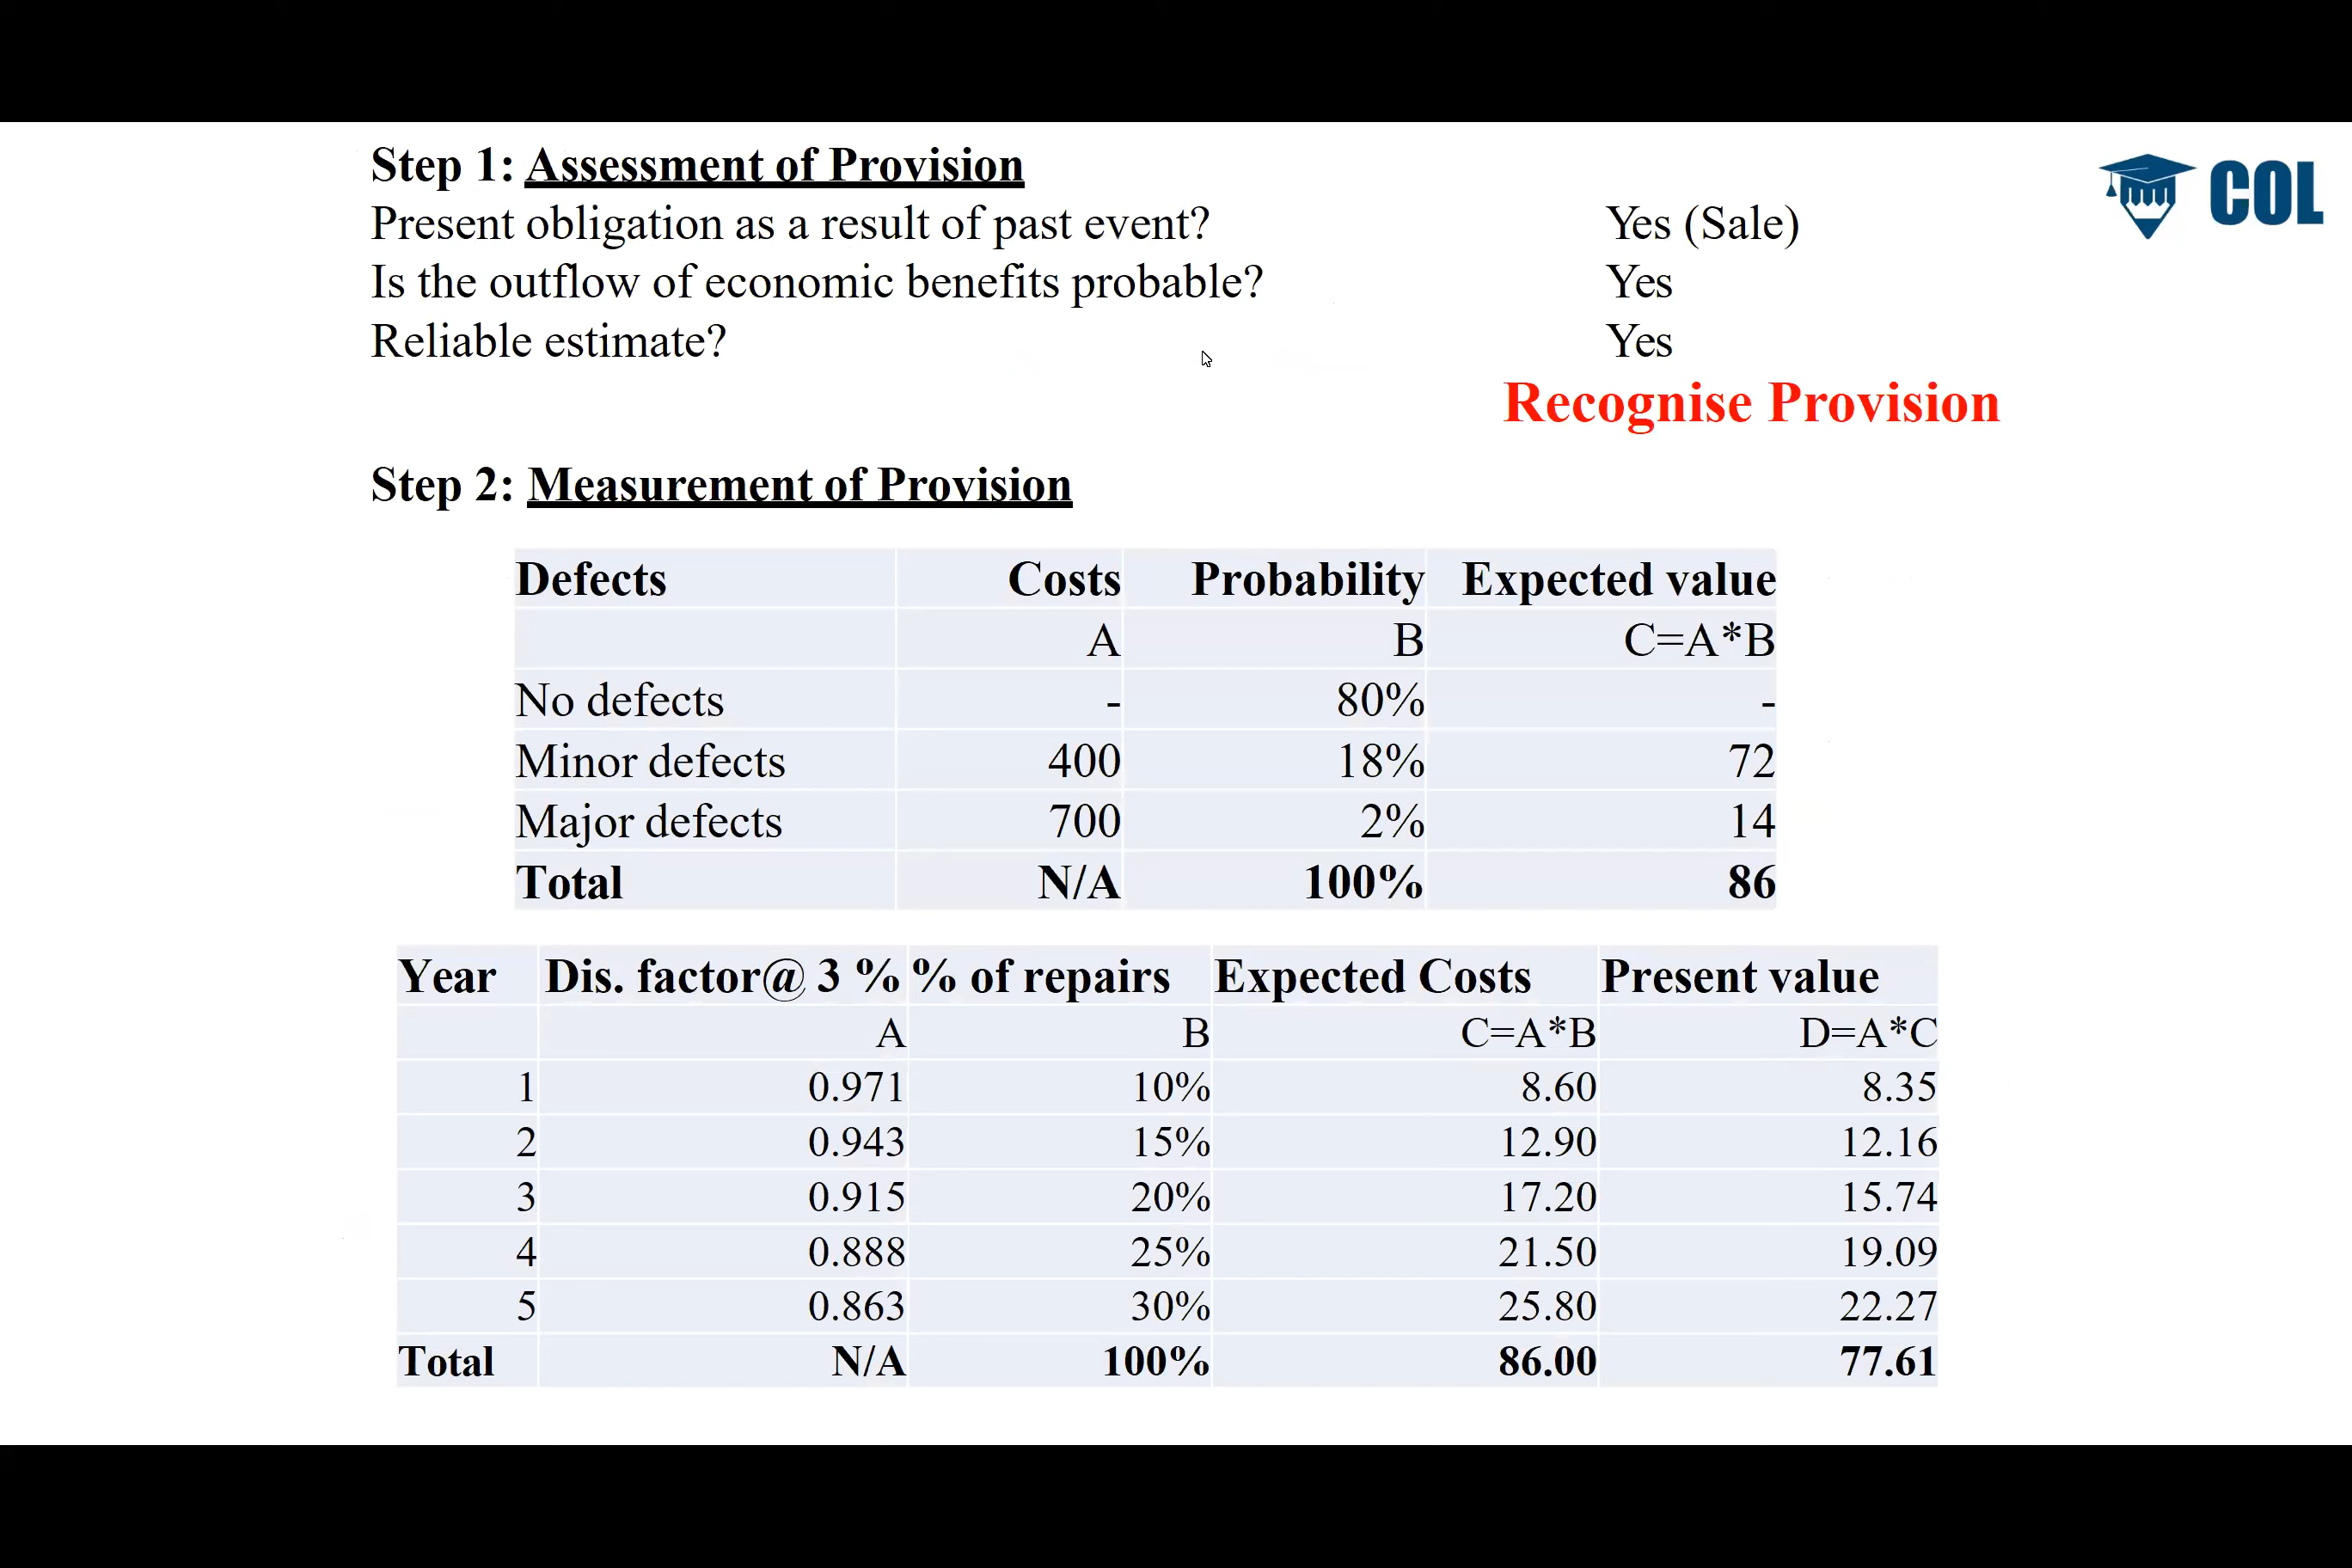 COL
Step 1: Assessment of Provision
Present obligation as a result of past event? Yes (Sale)
Is the outflow of economic benefits probable? Yes
Reliable estimate? Yes
Recognise Provision
Step 2: Measurement of Provision
Defects Costs Probability Expected value
A B C=A*B
No defects - 80% -
Minor defects 400 18% 72
Major defects 700 2% 14
Total N/A 100% 86
Year Dis. factor@ 3 % % of repairs Expected Costs Present value
A B C=A*B D=A*C
1 0.971 10% 8.60 8.35
2 0.943 15% 12.90 12.16
3 0.915 20% 17.20 15.74
4 0.888 25% 21.50 19.09
5 0.863 30% 25.80 22.27
Total N/A 100% 86.00 77.61